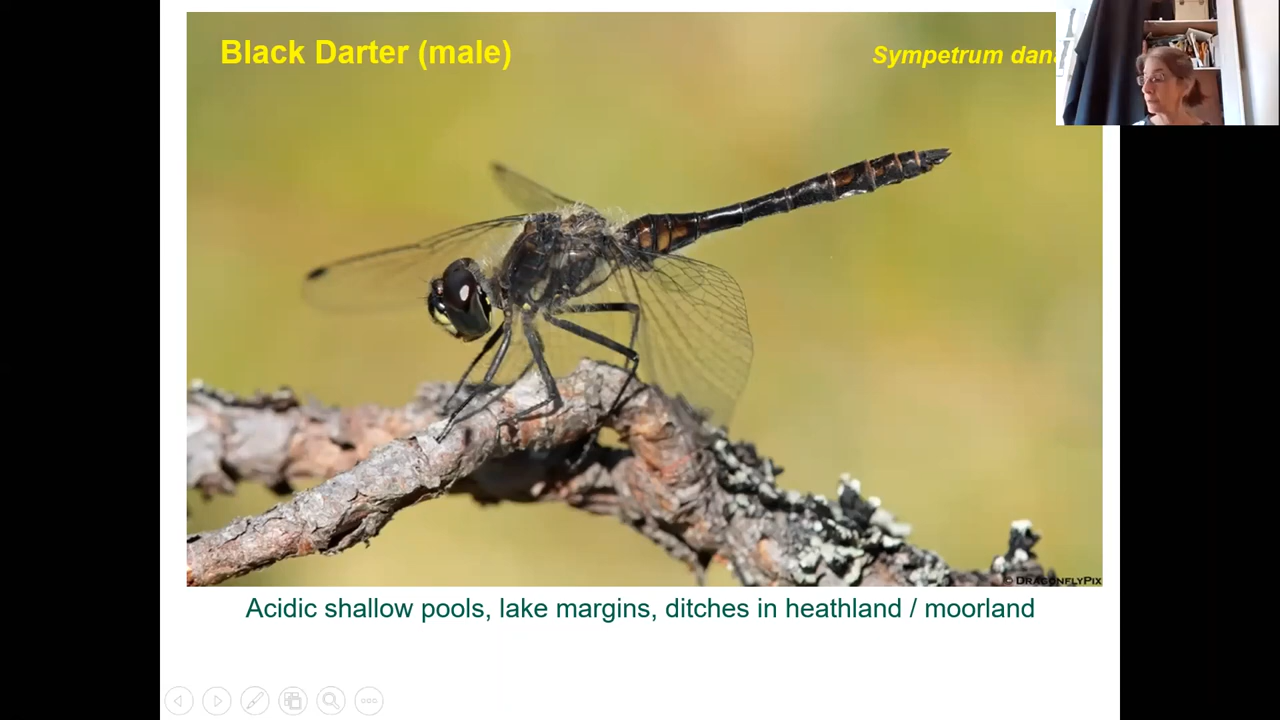 Black Darter (male)
Sympetrum dan
© DragonflyPix
Acidic shallow pools, lake margins, ditches in heathland / moorland